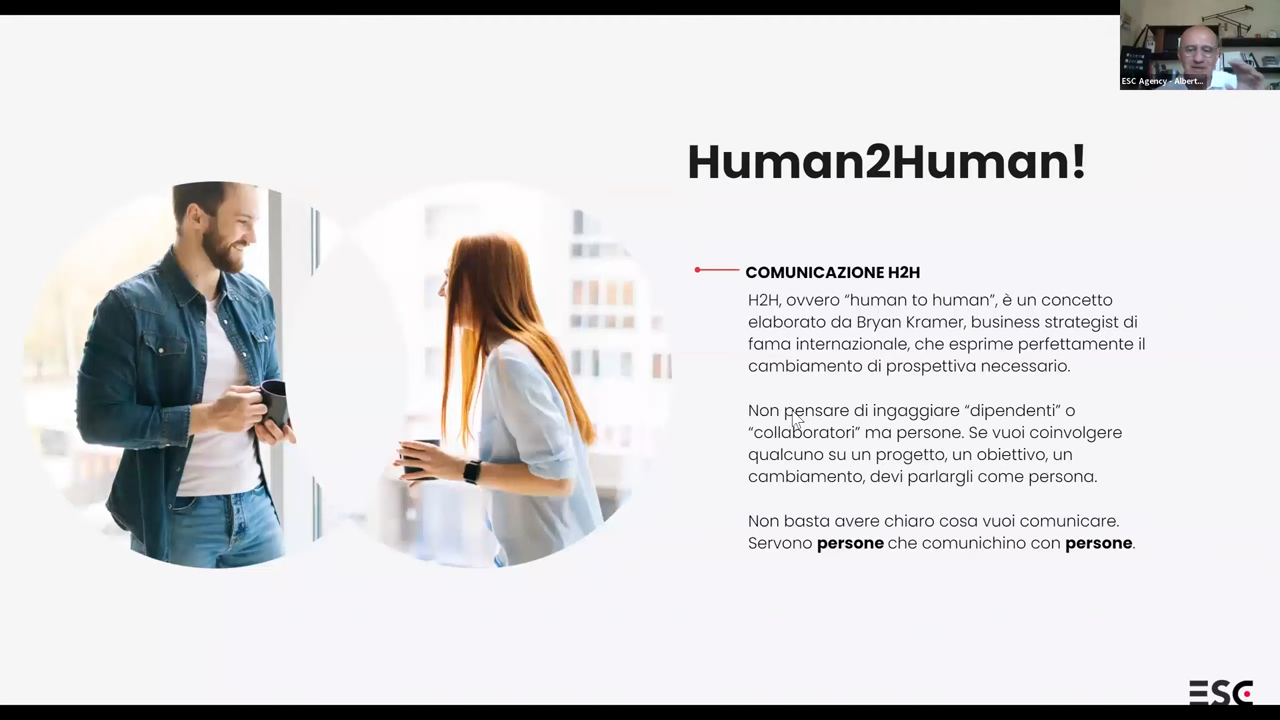 ESC Agency - Albert...
Human2Human!
COMUNICAZIONE H2H
H2H, ovvero “human to human”, è un concetto
elaborato da Bryan Kramer, business strategist di
fama internazionale, che esprime perfettamente il
cambiamento di prospettiva necessario.
Non pensare di ingaggiare “dipendenti” o
“collaboratori” ma persone. Se vuoi coinvolgere
qualcuno su un progetto, un obiettivo, un
cambiamento, devi parlargli come persona.
Non basta avere chiaro cosa vuoi comunicare.
Servono persone che comunichino con persone.
ESC